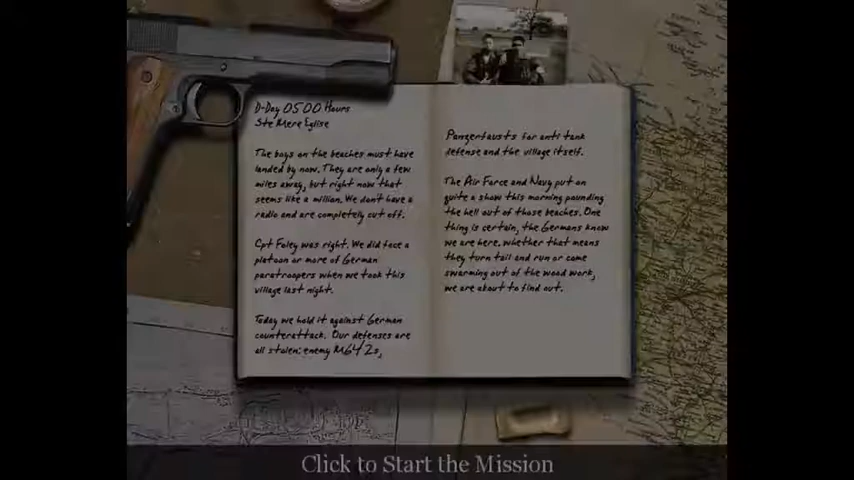 D-Day 0500 Hours
Ste Mere Eglise
The boys on the beaches must have
landed by now. They are only a few
miles away, but right now that
seems like a million. We don't have a
radio and are completely cut off.
Cpt Foley was right. We did face a
platoon or more of German
paratroopers when we took this
village last night.
Today we hold it against German
counterattack. Our defenses are
all stolen: enemy MG42s,
Panzerfausts for anti tank
defense and the village itself.
The Air Force and Navy put on
quite a show this morning pounding
the hell out of those beaches. One
thing is certain, the Germans know
we are here. Whether that means
they turn tail and run or come
swarming out of the wood work,
we are about to find out.
Click to Start the Mission